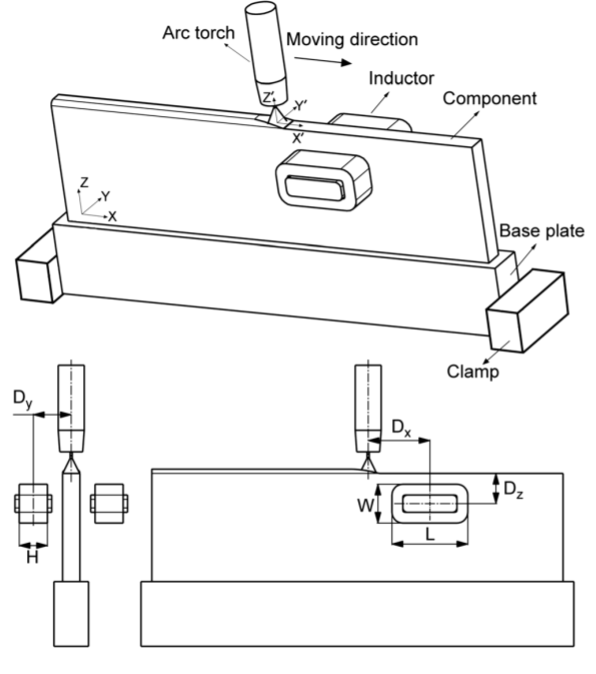 Arc torch
Moving direction
Inductor
Component
Z′
Y′
X′
Z
Y
X
Base plate
Clamp
Dy
Dx
Dz
W
L
H